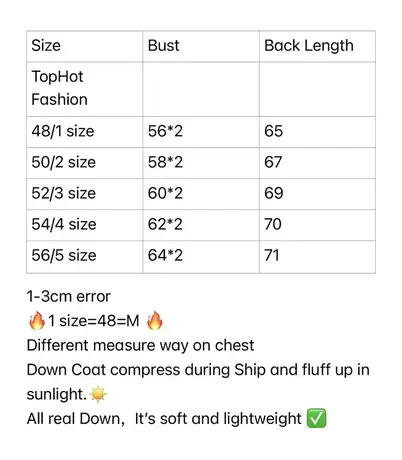 Size Bust Back Length
TopHot
Fashion
48/1 size 56*2 65
50/2 size 58*2 67
52/3 size 60*2 69
54/4 size 62*2 70
56/5 size 64*2 71
1-3cm error
🔥1 size=48=M 🔥
Different measure way on chest
Down Coat compress during Ship and fluff up in
sunlight.☀️
All real Down，It's soft and lightweight ✅